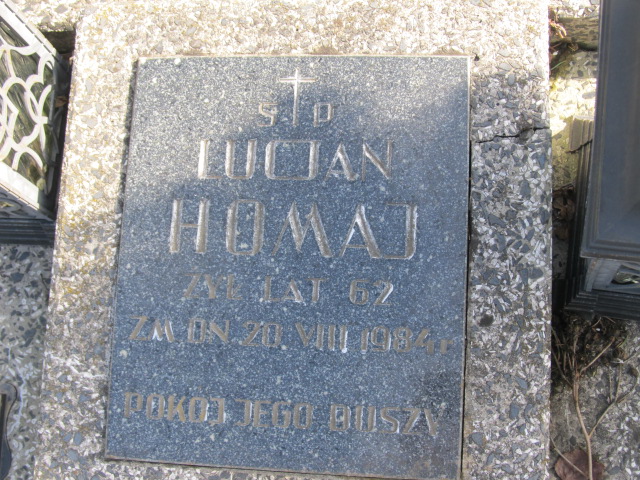 Ś P
LUCJAN
HOMAJ
ŻYŁ LAT 62
ZM DN 20 VIII 1984 r
POKÓJ JEGO DUSZY